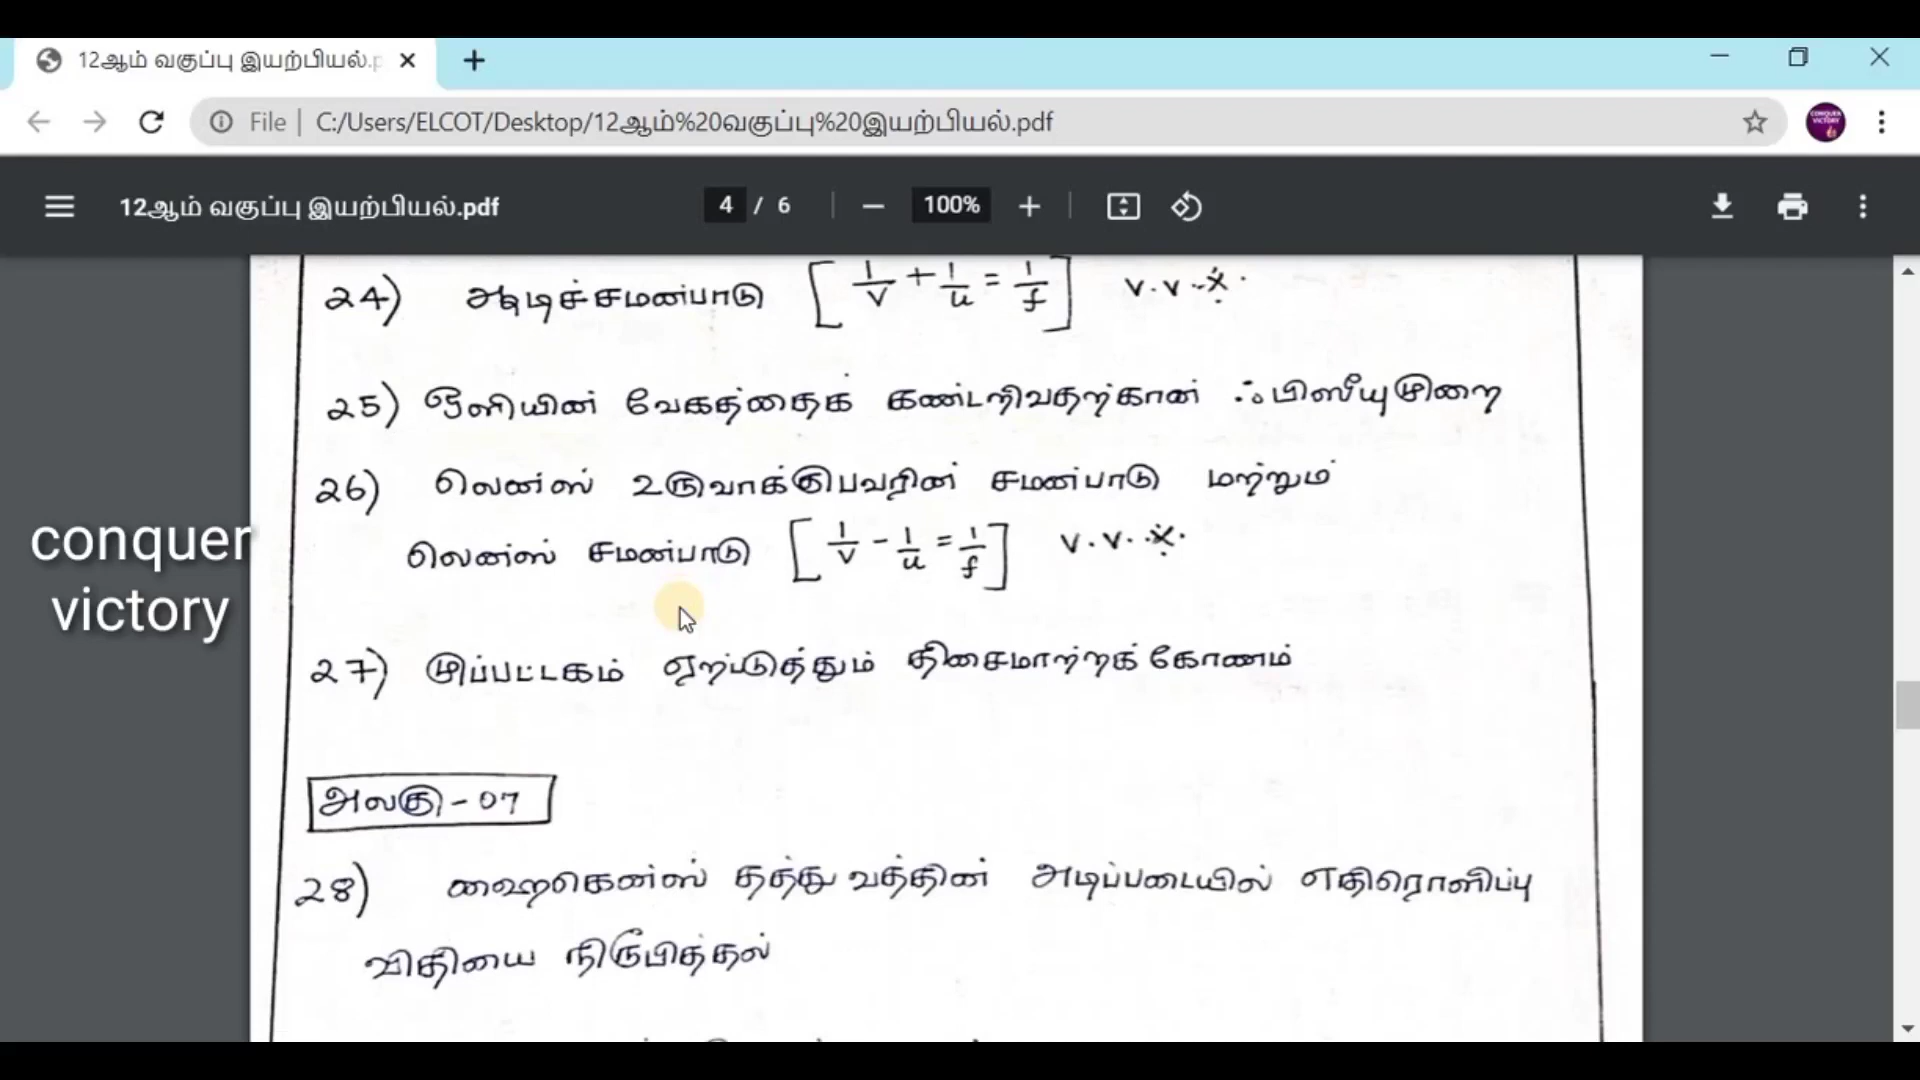 12ஆம் வகுப்பு இயற்பியல்.p
File | C:/Users/ELCOT/Desktop/12ஆம்%20வகுப்பு%20இயற்பியல்.pdf
12ஆம் வகுப்பு இயற்பியல்.pdf 4 / 6 100%
24) ஆடிச்சமன்பாடு [1/v + 1/u = 1/f] v.v.※.
25) ஒளியின் வேகத்தைக் கண்டறிவதற்கான ஃபிஸீயு முறை
26) லென்ஸ் உருவாக்குபவரின் சமன்பாடு மற்றும்
லென்ஸ் சமன்பாடு [1/v - 1/u = 1/f] v.v.※.
conquer
victory
27) முப்பட்டகம் ஏற்படுத்தும் திசைமாற்றக் கோணம்
அலகு - 07
28) ஹைகென்ஸ் தத்துவத்தின் அடிப்படையில் எதிரொளிப்பு
விதியை நிரூபித்தல்